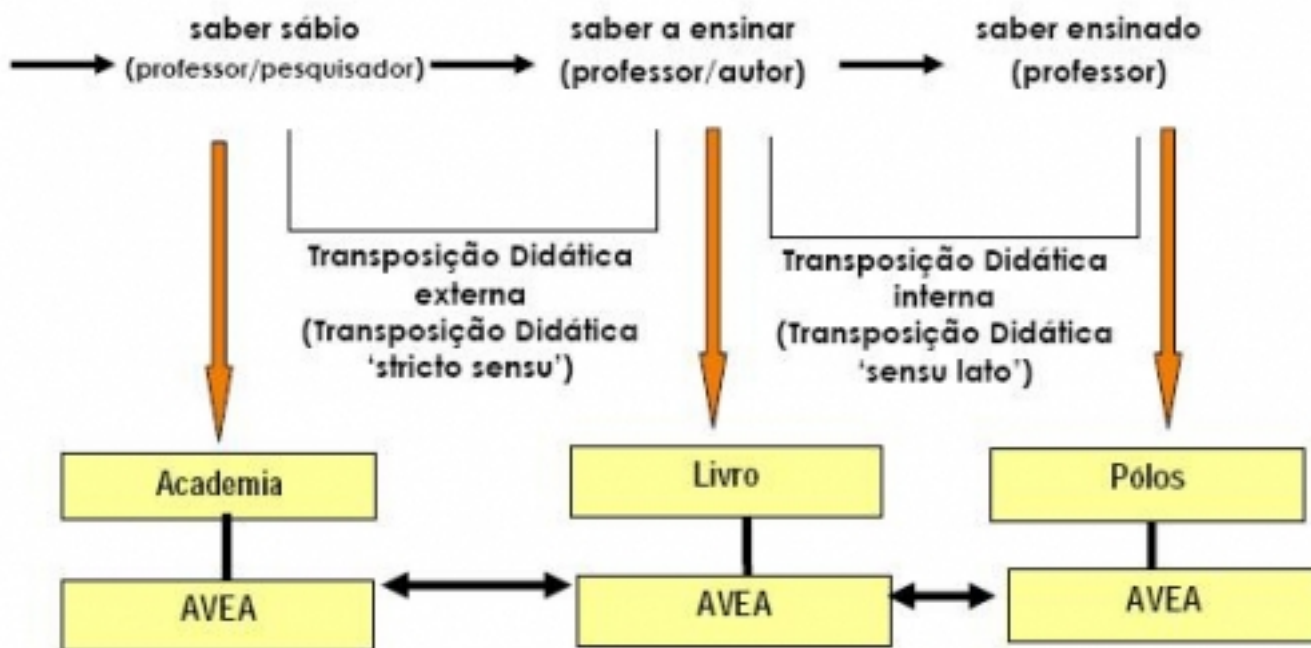 saber sábio
(professor/pesquisador)
saber a ensinar
(professor/autor)
saber ensinado
(professor)
Transposição Didática
externa
(Transposição Didática
‘stricto sensu’)
Transposição Didática
interna
(Transposição Didática
‘sensu lato’)
Academia
Livro
Pólos
AVEA
AVEA
AVEA